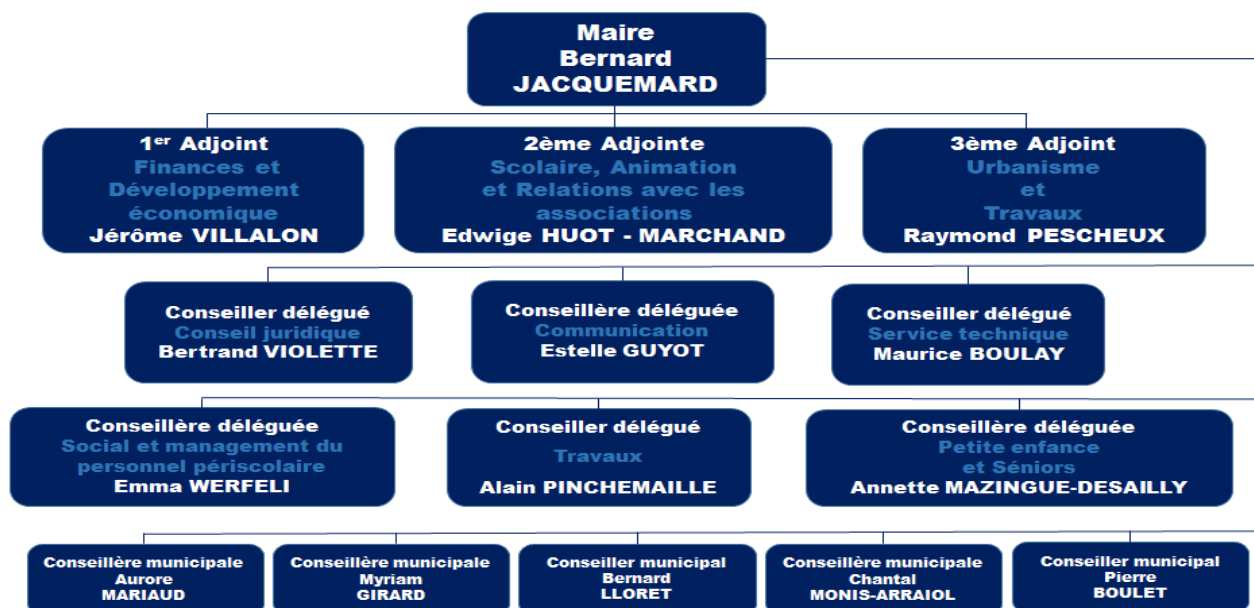 Maire
Bernard
JACQUEMARD
1er Adjoint
Finances et
Développement
économique
Jérôme VILLALON
2ème Adjointe
Scolaire, Animation
et Relations avec les
associations
Edwige HUOT - MARCHAND
3ème Adjoint
Urbanisme
et
Travaux
Raymond PESCHEUX
Conseiller délégué
Conseil juridique
Bertrand VIOLETTE
Conseillère déléguée
Communication
Estelle GUYOT
Conseiller délégué
Service technique
Maurice BOULAY
Conseillère déléguée
Social et management du
personnel périscolaire
Emma WERFELI
Conseiller délégué
Travaux
Alain PINCHEMAILLE
Conseillère déléguée
Petite enfance
et Séniors
Annette MAZINGUE-DESAILLY
Conseillère municipale
Aurore
MARIAUD
Conseillère municipale
Myriam
GIRARD
Conseiller municipal
Bernard
LLORET
Conseillère municipale
Chantal
MONIS-ARRAIOL
Conseiller municipal
Pierre
BOULET